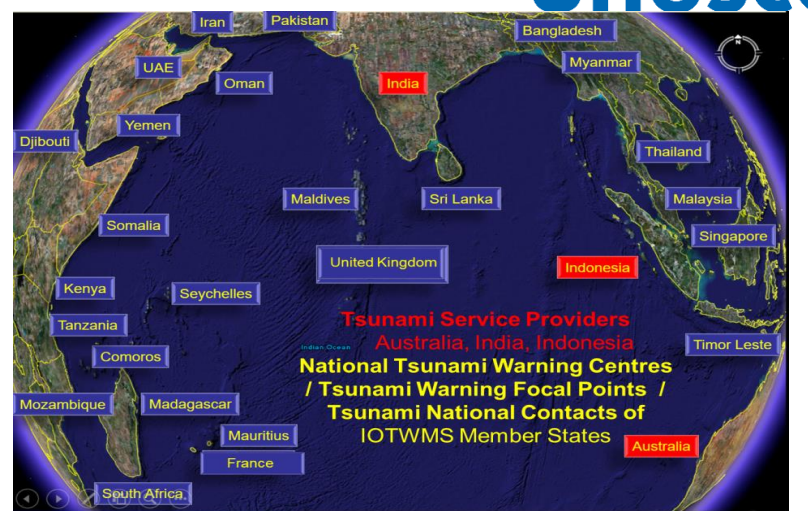 Iran
Pakistan
Bangladesh
UAE
Oman
India
Myanmar
Yemen
Djibouti
Thailand
Maldives
Sri Lanka
Malaysia
Somalia
Singapore
United Kingdom
Indonesia
Kenya
Seychelles
Tanzania
Tsunami Service Providers
Indian Ocean
Australia, India, Indonesia
Timor Leste
Comoros
National Tsunami Warning Centres
/ Tsunami Warning Focal Points /
Mozambique
Madagascar
Tsunami National Contacts of
Mauritius
IOTWMS Member States
Australia
France
South Africa
N